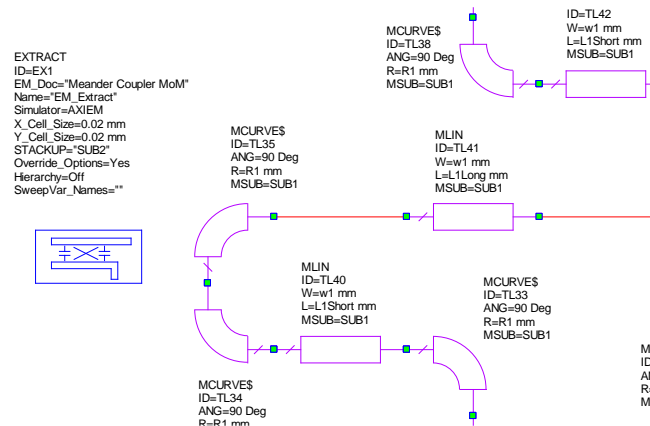 EXTRACT
ID=EX1
EM_Doc="Meander Coupler MoM"
Name="EM_Extract"
Simulator=AXIEM
X_Cell_Size=0.02 mm
Y_Cell_Size=0.02 mm
STACKUP="SUB2"
Override_Options=Yes
Hierarchy=Off
SweepVar_Names=""
MCURVE$
ID=TL38
ANG=90 Deg
R=R1 mm
MSUB=SUB1
ID=TL42
W=w1 mm
L=L1Short mm
MSUB=SUB1
MCURVE$
ID=TL35
ANG=90 Deg
R=R1 mm
MSUB=SUB1
MLIN
ID=TL41
W=w1 mm
L=L1Long mm
MSUB=SUB1
MLIN
ID=TL40
W=w1 mm
L=L1Short mm
MSUB=SUB1
MCURVE$
ID=TL33
ANG=90 Deg
R=R1 mm
MSUB=SUB1
MCURVE$
ID=TL34
ANG=90 Deg
R=R1 mm